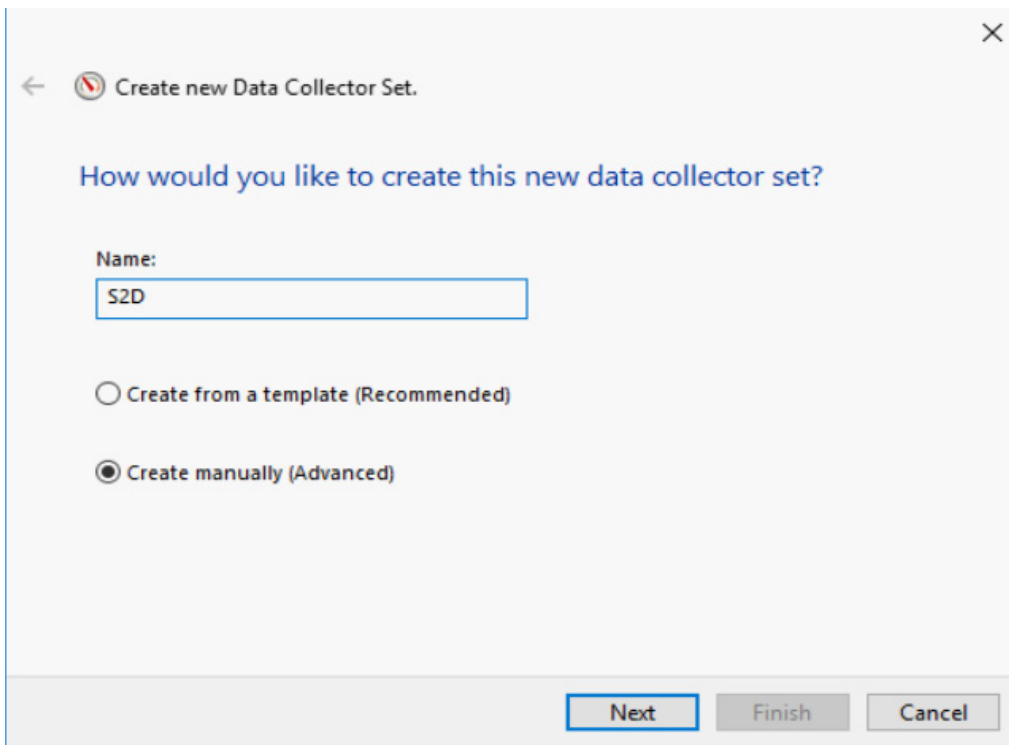 Create new Data Collector Set.
How would you like to create this new data collector set?
Name:
S2D
Create from a template (Recommended)
Create manually (Advanced)
Next Finish Cancel